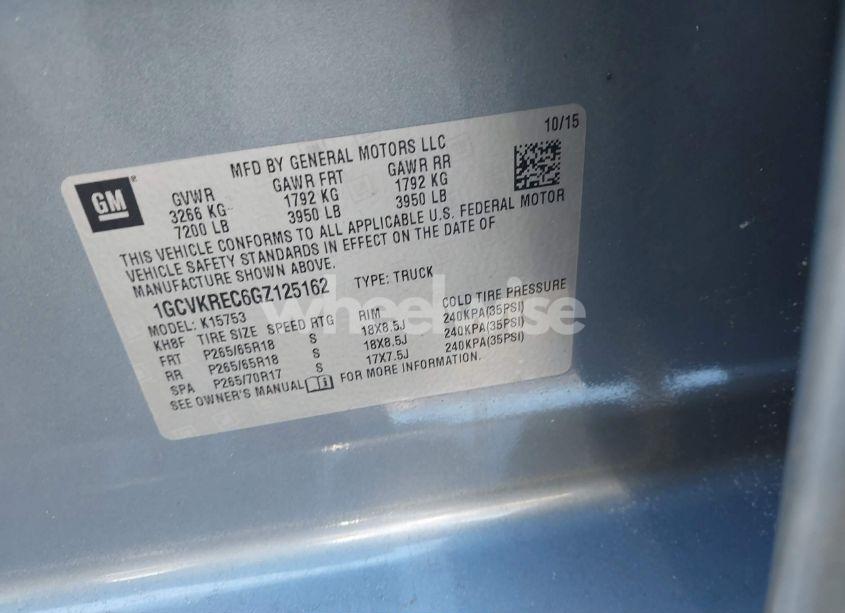 MFD BY GENERAL MOTORS LLC 10/15
GM
GVWR GAWR FRT GAWR RR
3266 KG 1792 KG 1792 KG
7200 LB 3950 LB 3950 LB
THIS VEHICLE CONFORMS TO ALL APPLICABLE U.S. FEDERAL MOTOR
VEHICLE SAFETY STANDARDS IN EFFECT ON THE DATE OF
MANUFACTURE SHOWN ABOVE.
1GCVKREC6GZ125162 TYPE: TRUCK
MODEL: K15753
KH8F TIRE SIZE SPEED RTG RIM COLD TIRE PRESSURE
FRT P265/65R18 S 18X8.5J 240KPA(35PSI)
RR P265/65R18 S 18X8.5J 240KPA(35PSI)
SPA P265/70R17 S 17X7.5J 240KPA(35PSI)
SEE OWNER'S MANUAL FOR MORE INFORMATION.
wheelwise